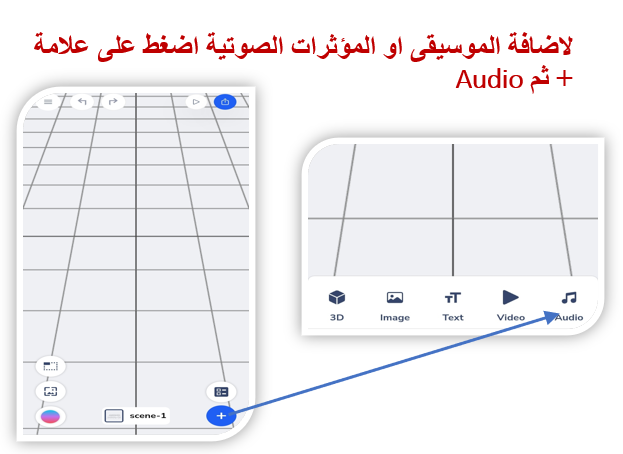 لاضافة الموسيقى او المؤثرات الصوتية اضغط على علامة
+ ثم Audio
3D
Image
Text
Video
Audio
scene-1